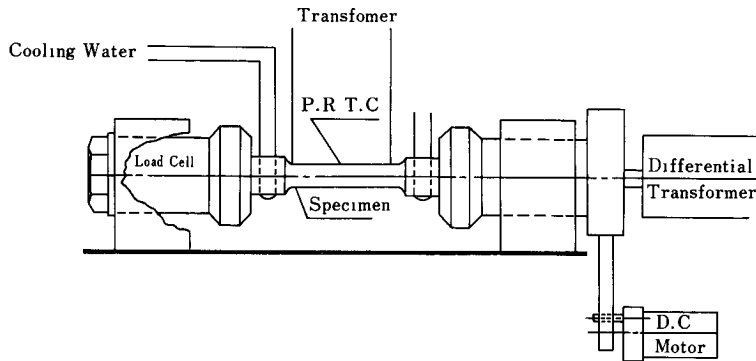 Transfomer
Cooling Water
P.R T.C
Load Cell
Specimen
Differential
Transformer
D.C
Motor